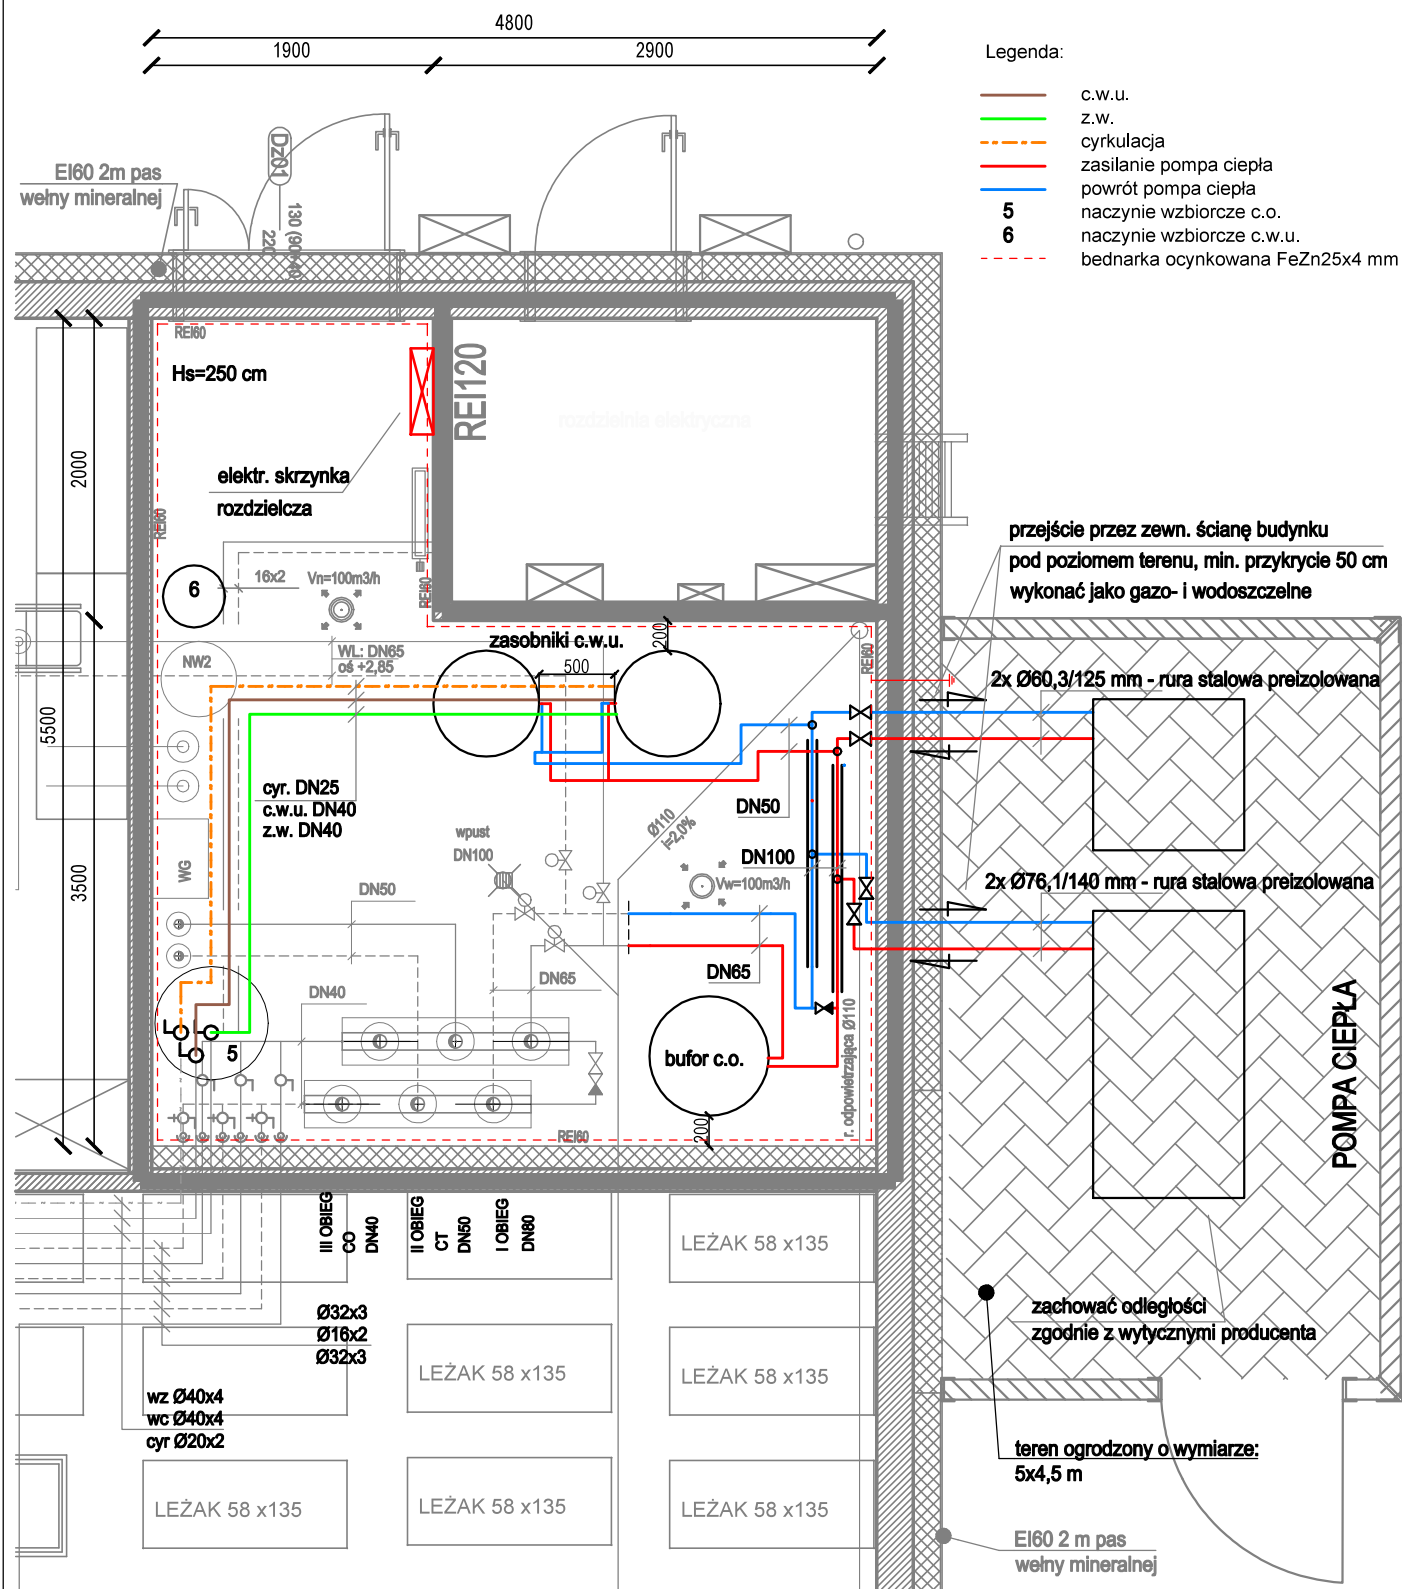 4800
1900
2900
Legenda:
c.w.u.
z.w.
cyrkulacja
zasilanie pompa ciepła
powrót pompa ciepła
5
naczynie wzbiorcze c.o.
6
naczynie wzbiorcze c.w.u.
bednarka ocynkowana FeZn25x4 mm
EI60 2m pas
wełny mineralnej
Dz01
130 (90+40)
220
REI60
Hs=250 cm
REI120
rozdzielnia elektryczna
2000
5500
3500
elektr. skrzynka
rozdzielcza
REI60
REI60
6
16x2
Vn=100m3/h
przejście przez zewn. ścianę budynku
pod poziomem terenu, min. przykrycie 50 cm
wykonać jako gazo- i wodoszczelne
zasobniki c.w.u.
200
REI60
NW2
WL: DN65
oś +2,85
500
2x Ø60,3/125 mm - rura stalowa preizolowana
cyr. DN25
c.w.u. DN40
z.w. DN40
DN50
wpust
DN100
Ø110
i=2,0%
WG
DN100
Vw=100m3/h
DN50
2x Ø76,1/140 mm - rura stalowa preizolowana
DN65
DN65
DN40
5
bufor c.o.
r. odpowietrzająca Ø110
POMPA CIEPŁA
200
REI60
III OBIEG
CO
DN40
II OBIEG
CT
DN50
I OBIEG
DN80
LEŻAK 58 x135
Ø32x3
Ø16x2
Ø32x3
zachować odległości
zgodnie z wytycznymi producenta
LEŻAK 58 x135
LEŻAK 58 x135
wz Ø40x4
wc Ø40x4
cyr Ø20x2
teren ogrodzony o wymiarze:
5x4,5 m
LEŻAK 58 x135
LEŻAK 58 x135
LEŻAK 58 x135
EI60 2 m pas
wełny mineralnej